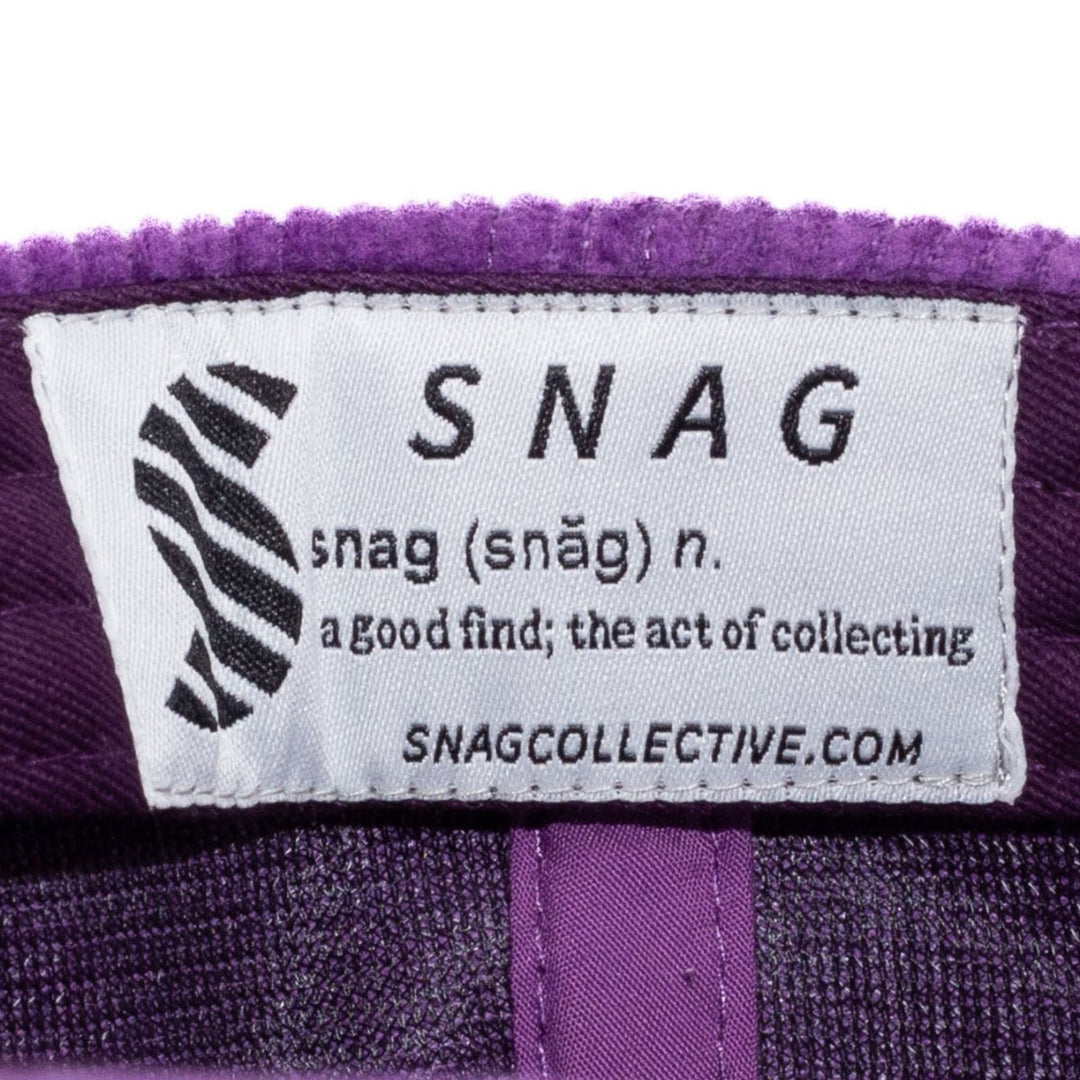 SNAG
snag (snăg) n.
a good find; the act of collecting
SNAGCOLLECTIVE.COM